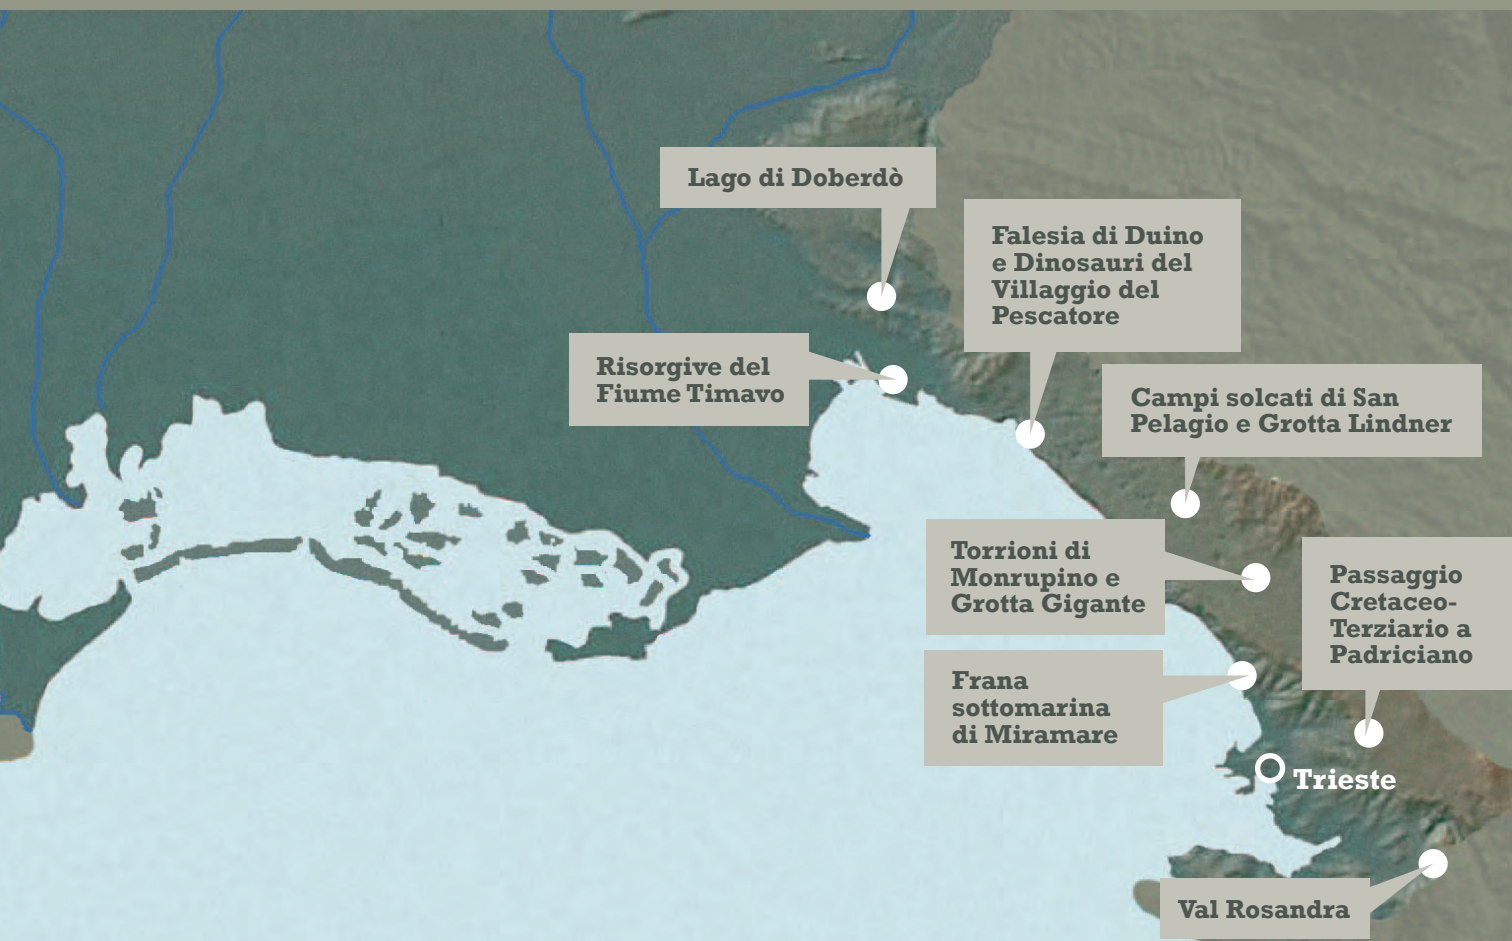 Lago di Doberdò
Falesia di Duino
e Dinosauri del
Villaggio del
Pescatore
Risorgive del
Fiume Timavo
Campi solcati di San
Pelagio e Grotta Lindner
Torrioni di
Monrupino e
Grotta Gigante
Passaggio
Cretaceo-
Terziario a
Padriciano
Frana
sottomarina
di Miramare
Trieste
Val Rosandra